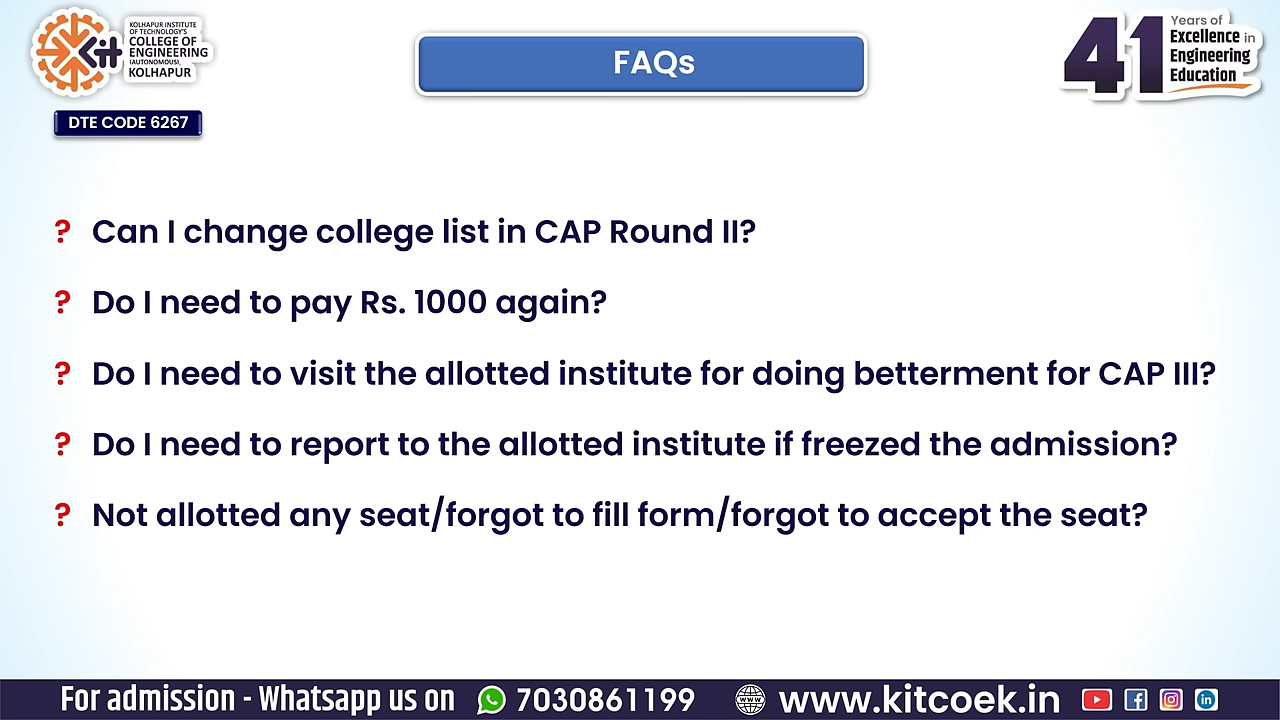 KOLHAPUR INSTITUTE
OF TECHNOLOGY'S
COLLEGE OF
ENGINEERING
(AUTONOMOUS),
KOLHAPUR
Kit
DTE CODE 6267
FAQs
41
Years of
Excellence in
Engineering
Education
? Can I change college list in CAP Round II?
? Do I need to pay Rs. 1000 again?
? Do I need to visit the allotted institute for doing betterment for CAP III?
? Do I need to report to the allotted institute if freezed the admission?
? Not allotted any seat/forgot to fill form/forgot to accept the seat?
For admission - Whatsapp us on 7030861199 www.kitcoek.in